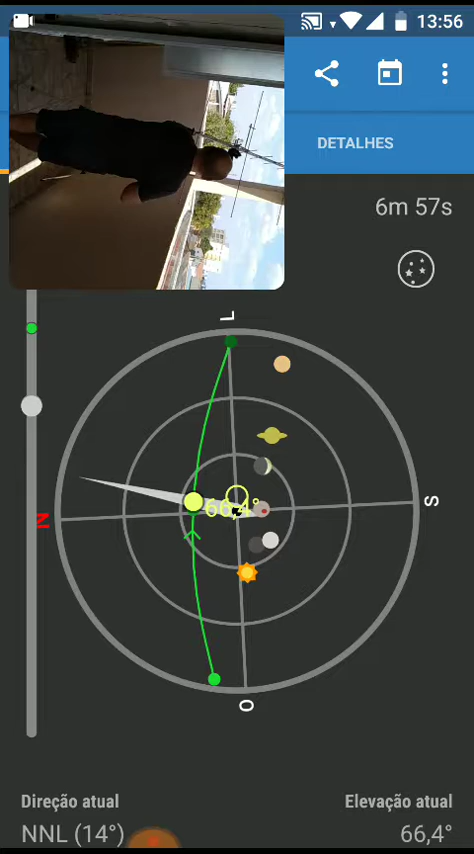 13:56
DETALHES
6m 57s
L
66,4°
N
S
O
Direção atual
Elevação atual
NNL (14°)
66,4°